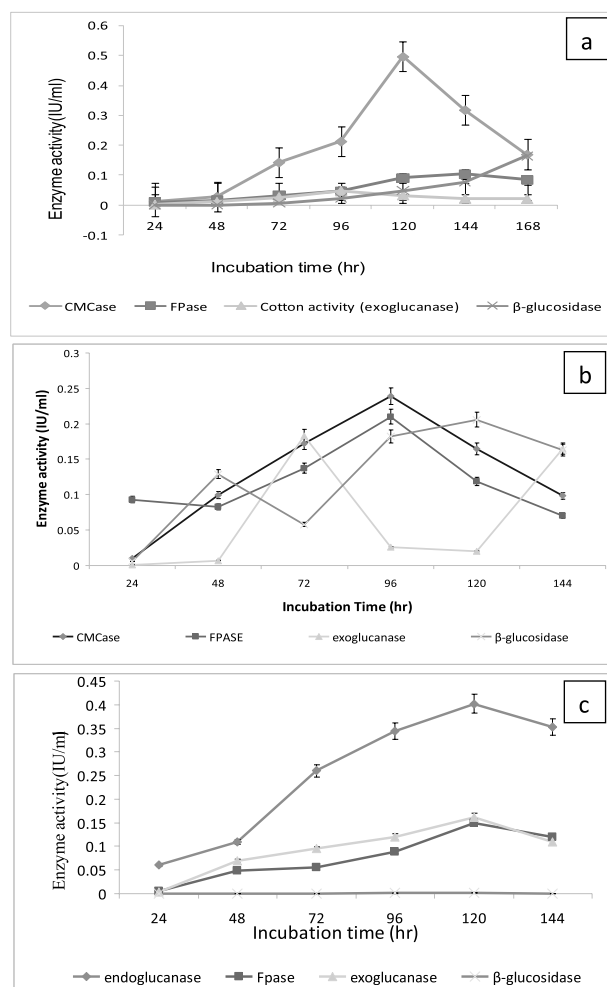 a
0.6
0.5
0.4
0.3
0.2
0.1
0
-0.1
Enzyme activity(IU/ml)
24 48 72 96 120 144 168
Incubation time (hr)
CMCase FPase Cotton activity (exoglucanase) β-glucosidase
b
0.3
0.25
0.2
0.15
0.1
0.05
0
Enzyme activity (IU/ml)
24 48 72 96 120 144
Incubation Time (hr)
CMCase FPASE exoglucanase β-glucosidase
c
0.45
0.4
0.35
0.3
0.25
0.2
0.15
0.1
0.05
0
Enzyme activity(IU/ml)
24 48 72 96 120 144
Incubation time (hr)
endoglucanase Fpase exoglucanase β-glucosidase